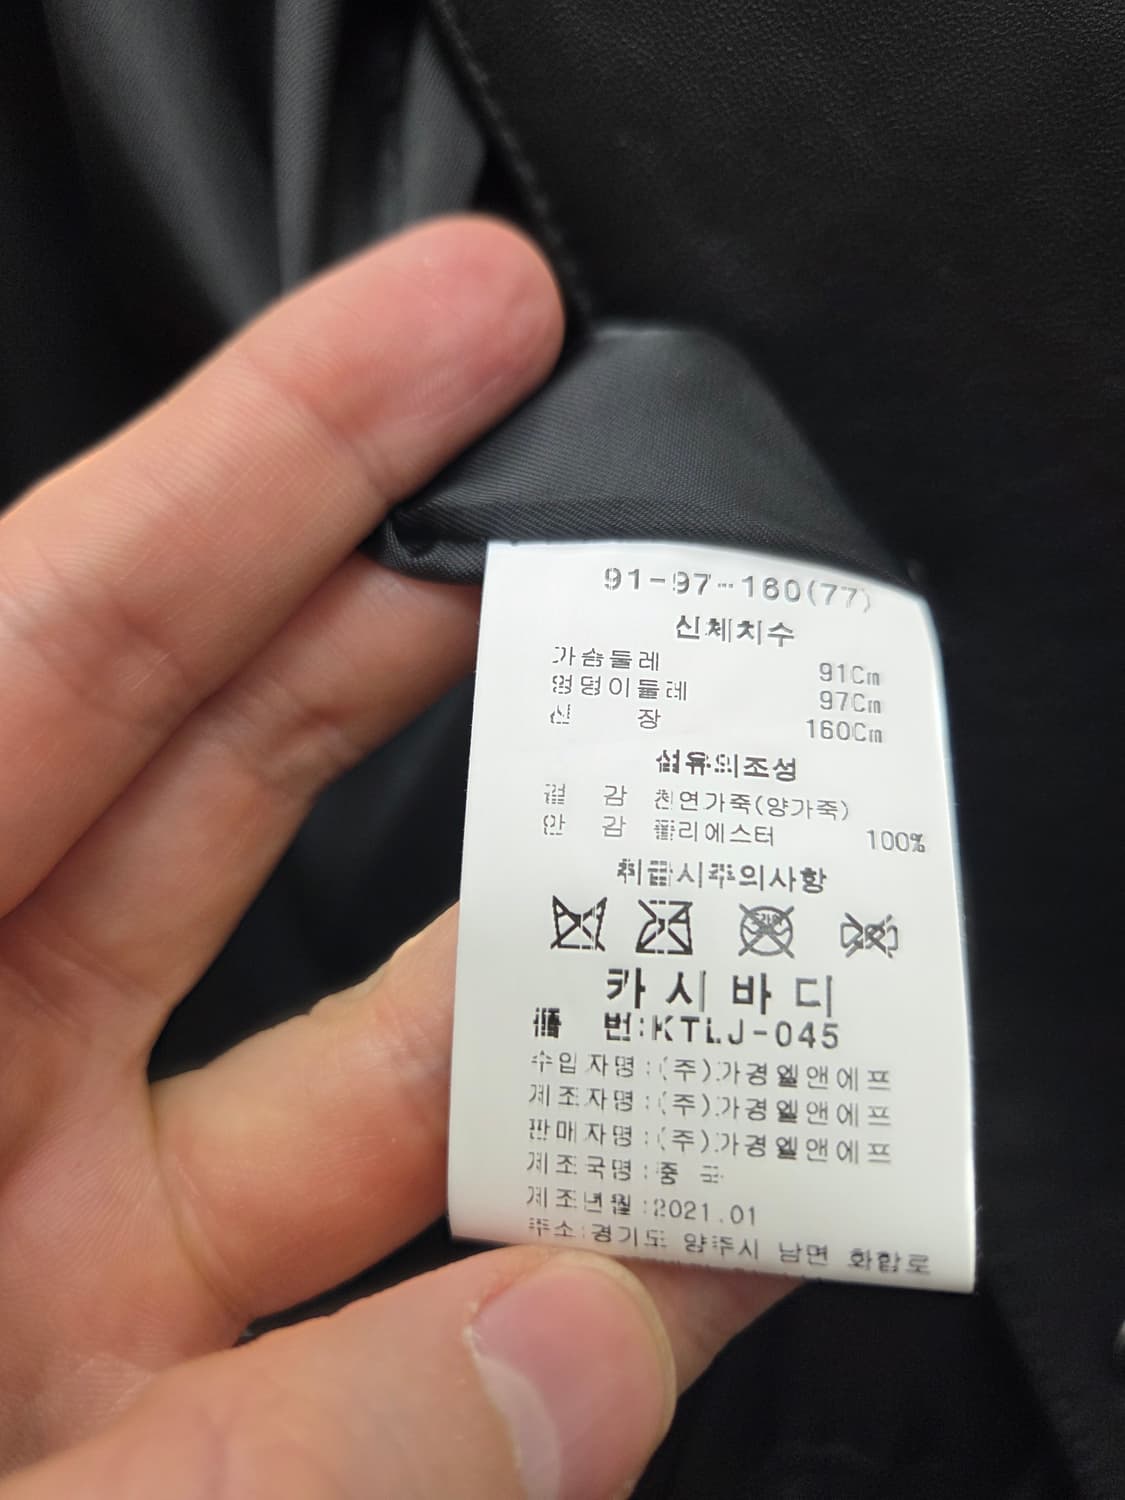 91-97-160(77)
신체치수
가슴둘레 91Cm
엉덩이둘레 97Cm
신 장 160Cm
섬유의조성
겉 감 천연가죽(양가죽)
안 감 폴리에스터 100%
취급시주의사항
드라이
카시바디
품 번:KTLJ-045
수입자명:(주)가경엘앤에프
제조자명:(주)가경엘앤에프
판매자명:(주)가경엘앤에프
제조국명:중국
제조년월:2021.01
주소:경기도 양주시 남면 화합로